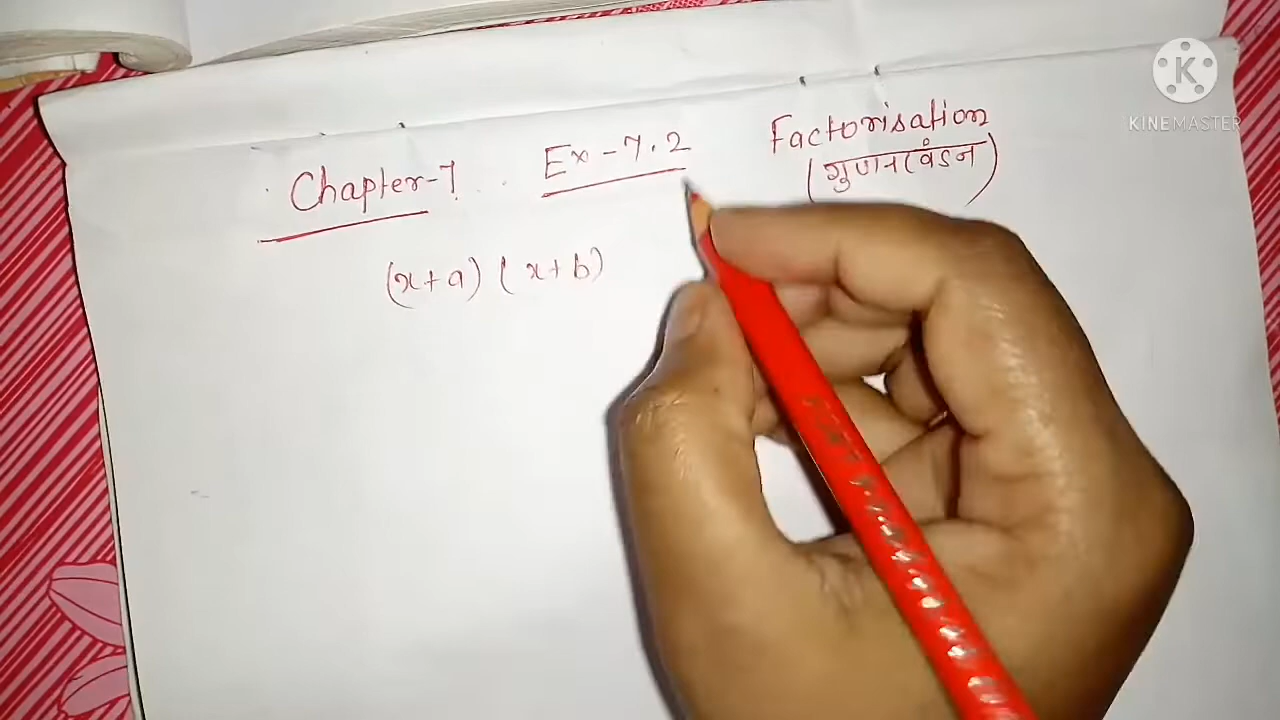 Chapter-7 Ex-7.2 Factorisation
(गुणनखंडन)
(x+a) (x+b)
KINEMASTER